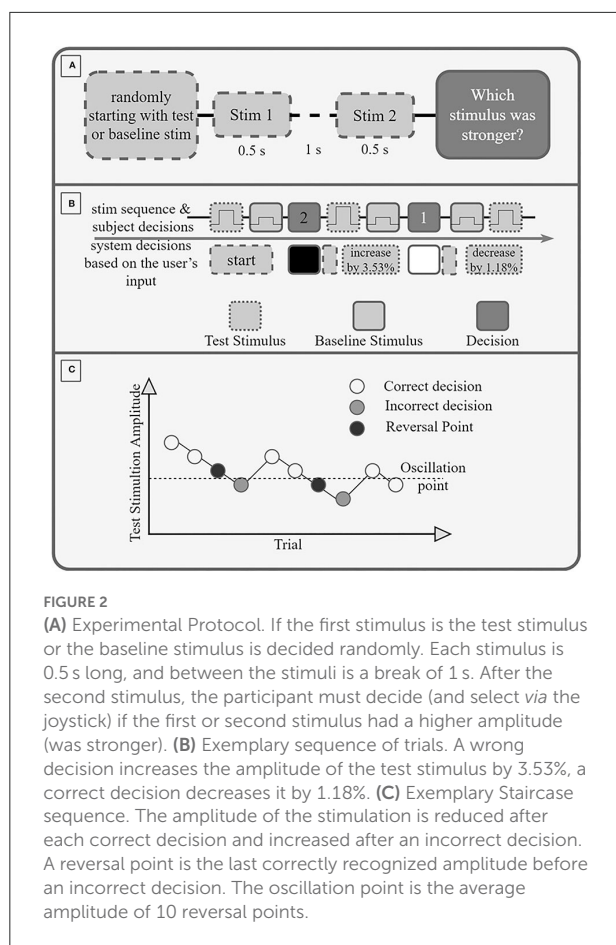 A
randomly
starting with test
or baseline stim
Stim 1
Stim 2
Which
stimulus was
stronger?
0.5 s
1 s
0.5 s
B
stim sequence &
subject decisions
2
1
system decisions
based on the user's
input
start
increase
by 3.53%
decrease
by 1.18%
Test Stimulus
Baseline Stimulus
Decision
C
Test Stimultion Amplitude
Correct decision
Incorrect decision
Reversal Point
Oscillation
point
Trial
FIGURE 2
(A) Experimental Protocol. If the first stimulus is the test stimulus
or the baseline stimulus is decided randomly. Each stimulus is
0.5 s long, and between the stimuli is a break of 1 s. After the
second stimulus, the participant must decide (and select via the
joystick) if the first or second stimulus had a higher amplitude
(was stronger). (B) Exemplary sequence of trials. A wrong
decision increases the amplitude of the test stimulus by 3.53%, a
correct decision decreases it by 1.18%. (C) Exemplary Staircase
sequence. The amplitude of the stimulation is reduced after
each correct decision and increased after an incorrect decision.
A reversal point is the last correctly recognized amplitude before
an incorrect decision. The oscillation point is the average
amplitude of 10 reversal points.